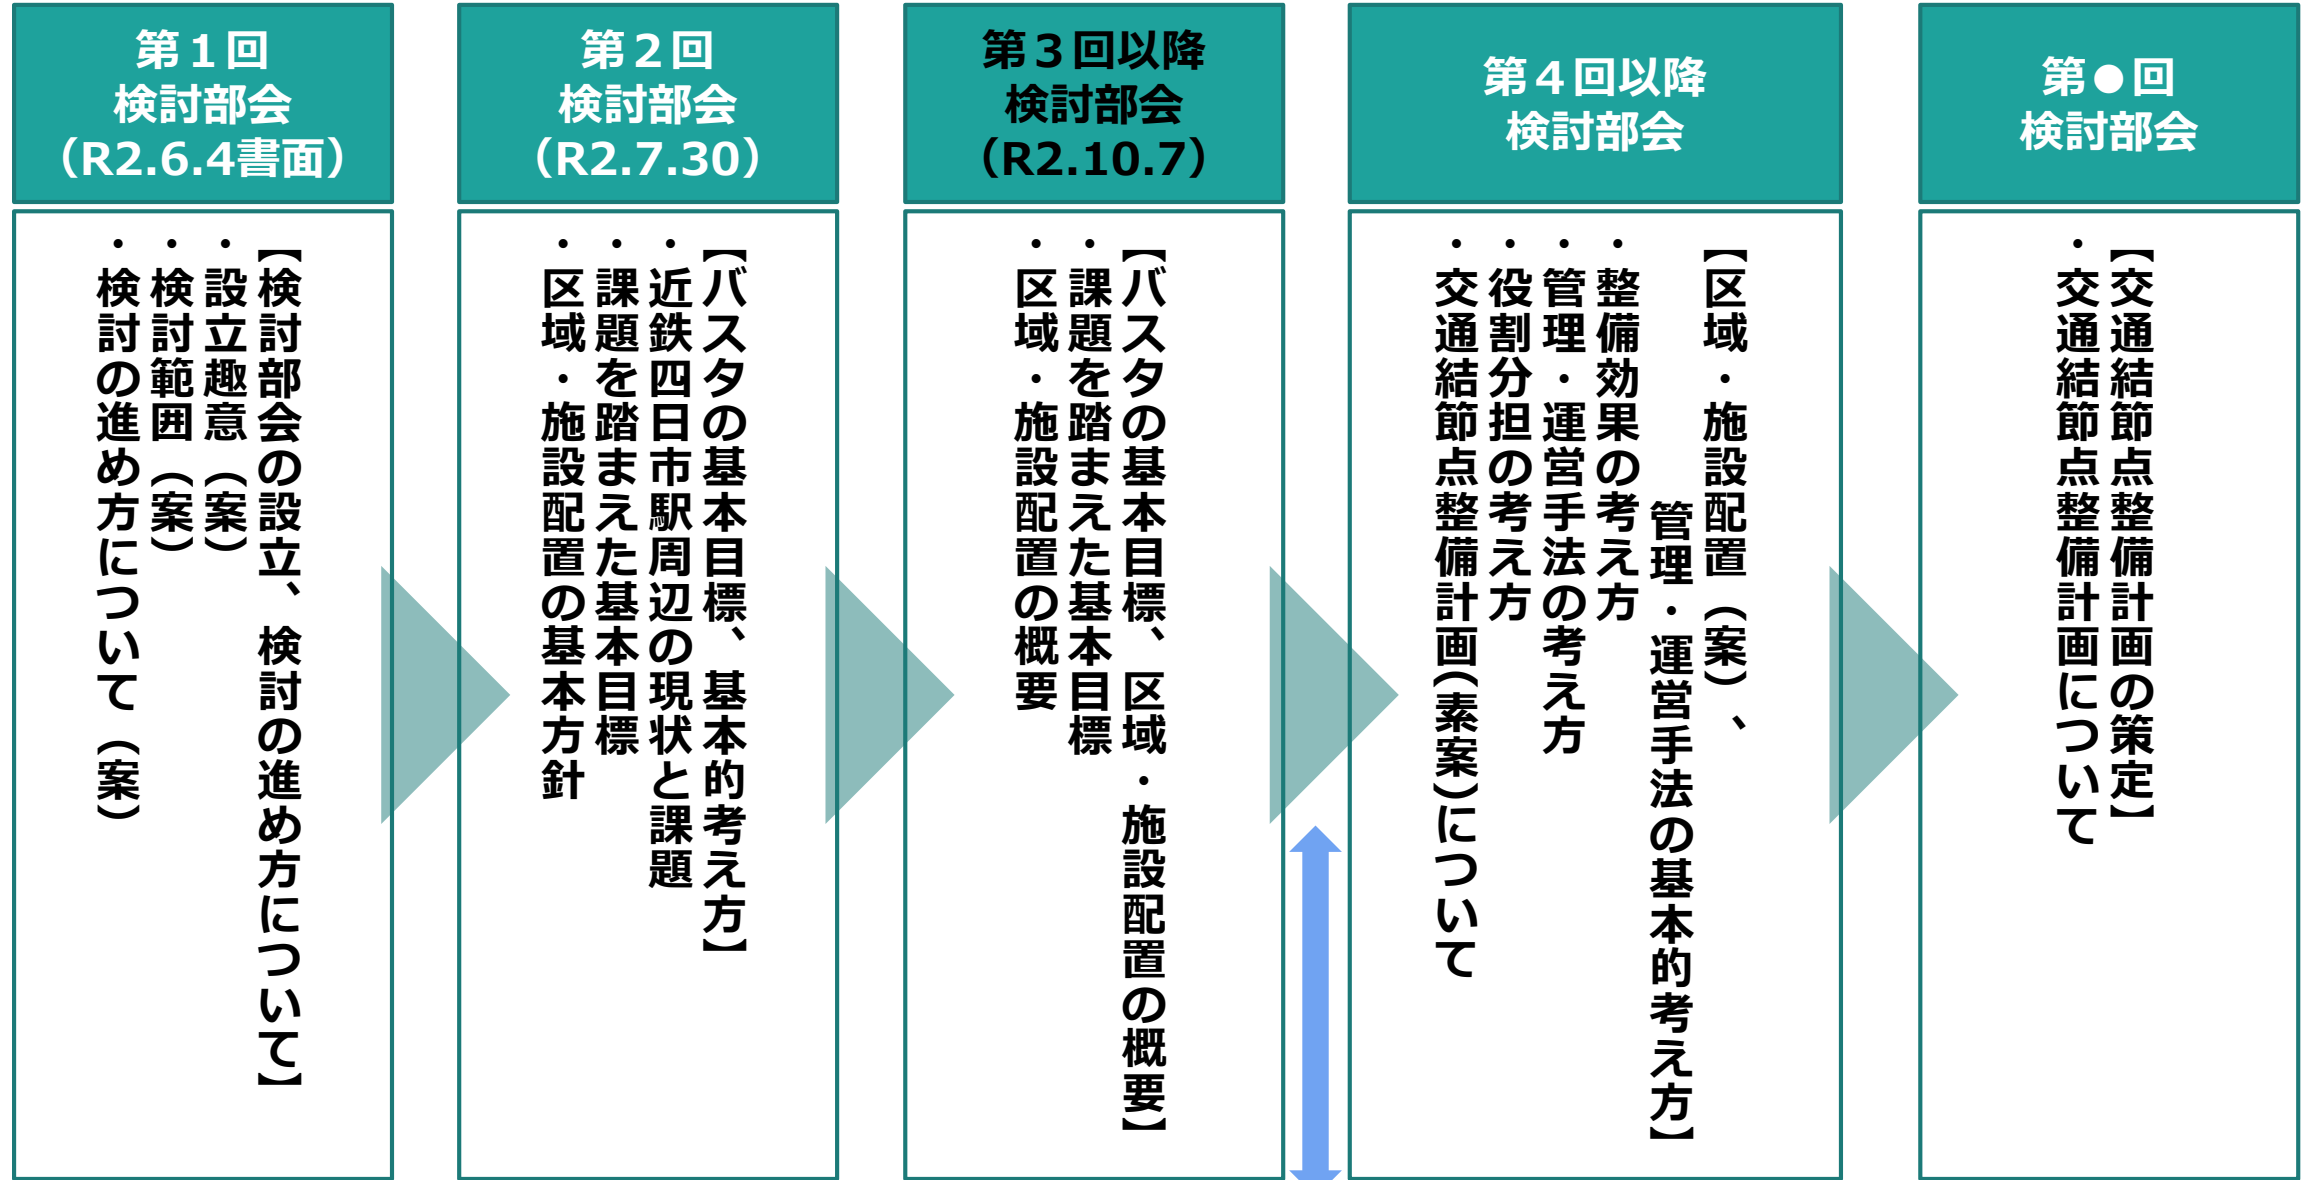 第１回
検討部会
（R2.6.4書面）
【検討部会の設立、検討の進め方について】
・設立趣意（案）
・検討範囲（案）
・検討の進め方について（案）
第２回
検討部会
（R2.7.30）
【バスタの基本目標、基本的考え方】
・近鉄四日市駅周辺の現状と課題
・課題を踏まえた基本目標
・区域・施設配置の基本方針
第３回以降
検討部会
（R2.10.7）
【バスタの基本目標、区域・施設配置の概要】
・課題を踏まえた基本目標
・区域・施設配置の概要
第４回以降
検討部会
【区域・施設配置（案）、
管理・運営手法の基本的考え方】
・整備効果の考え方
・管理・運営手法の考え方
・役割分担の考え方
・交通結節点整備計画(素案)について
第●回
検討部会
【交通結節点整備計画の策定】
・交通結節点整備計画について